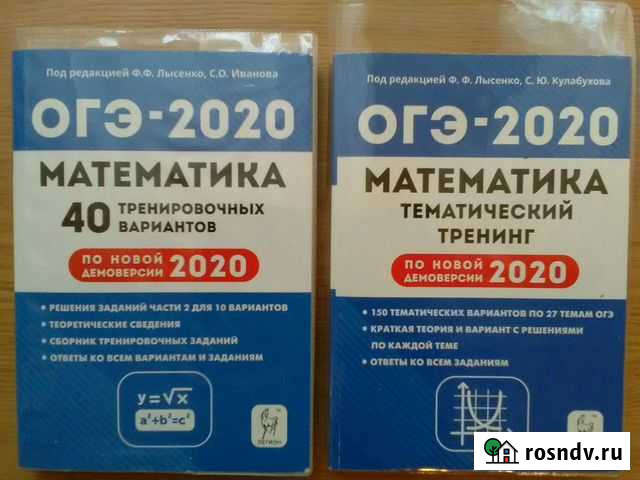 Под редакцией Ф.Ф. Лысенко, С.О. Иванова
ОГЭ-2020
МАТЕМАТИКА
40 ТРЕНИРОВОЧНЫХ
ВАРИАНТОВ
ПО НОВОЙ
ДЕМОВЕРСИИ 2020
• РЕШЕНИЯ ЗАДАНИЙ ЧАСТИ 2 ДЛЯ 10 ВАРИАНТОВ
• ТЕОРЕТИЧЕСКИЕ СВЕДЕНИЯ
• СБОРНИК ТРЕНИРОВОЧНЫХ ЗАДАНИЙ
• ОТВЕТЫ КО ВСЕМ ВАРИАНТАМ И ЗАДАНИЯМ
y=√x
a²+b²=c²
ЛЕГИОН
Под редакцией Ф. Ф. Лысенко, С. Ю. Кулабухова
ОГЭ-2020
МАТЕМАТИКА
ТЕМАТИЧЕСКИЙ
ТРЕНИНГ
ПО НОВОЙ
ДЕМОВЕРСИИ 2020
• 150 ТЕМАТИЧЕСКИХ ВАРИАНТОВ ПО 27 ТЕМАМ ОГЭ
• КРАТКАЯ ТЕОРИЯ И ВАРИАНТ С РЕШЕНИЯМИ
ПО КАЖДОЙ ТЕМЕ
• ОТВЕТЫ КО ВСЕМ ЗАДАНИЯМ
rosndv.ru